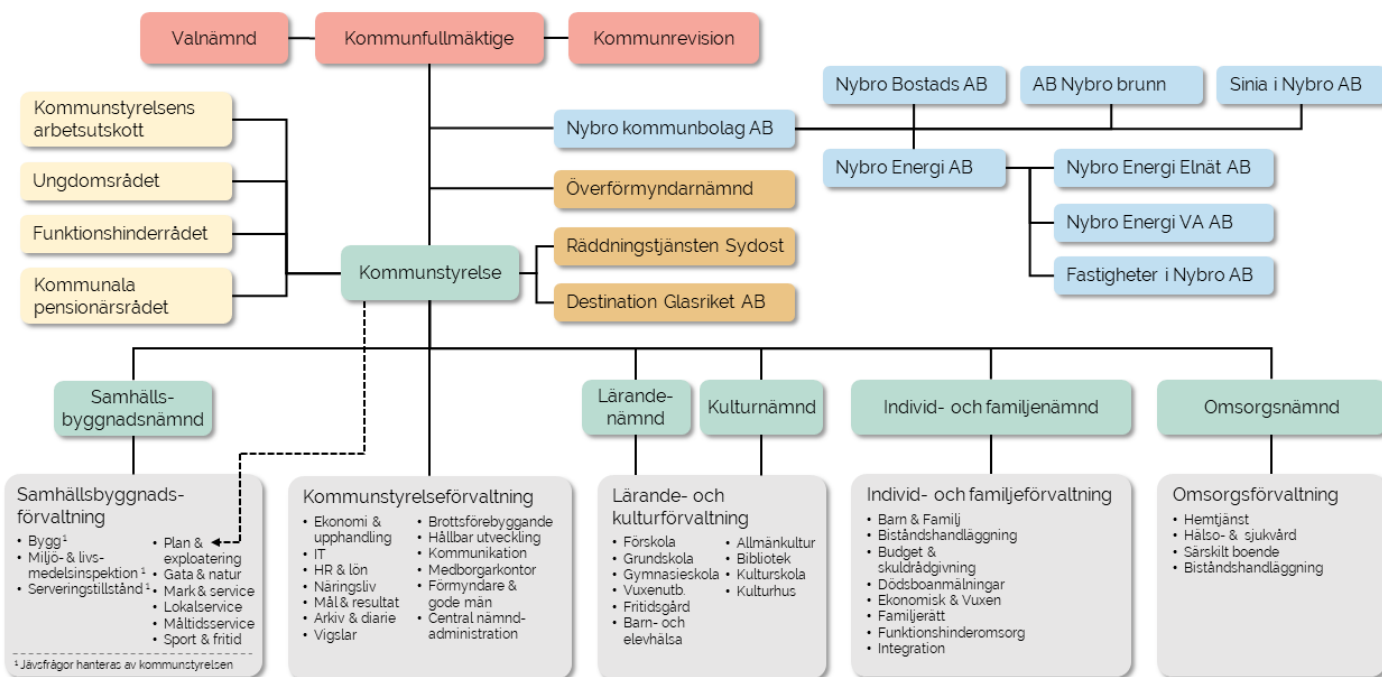 Valnämnd
Kommunfullmäktige
Kommunrevision
Kommunstyrelsens
arbetsutskott
Ungdomsrådet
Funktionshinderrådet
Kommunala
pensionärsrådet
Kommunstyrelse
Nybro kommunbolag AB
Överförmyndarnämnd
Räddningstjänsten Sydost
Destination Glasriket AB
Nybro Bostads AB
AB Nybro brunn
Sinia i Nybro AB
Nybro Energi AB
Nybro Energi Elnät AB
Nybro Energi VA AB
Fastigheter i Nybro AB
Samhälls-
byggnadsnämnd
Lärande-
nämnd
Kulturnämnd
Individ- och familjenämnd
Omsorgsnämnd
Samhällsbyggnads-
förvaltning
• Bygg ¹
• Miljö- & livs-
medelsinspektion ¹
• Serveringstillstånd ¹
• Plan &
exploatering
• Gata & natur
• Mark & service
• Lokalservice
• Måltidsservice
• Sport & fritid
¹ Jävsfrågor hanteras av kommunstyrelsen
Kommunstyrelseförvaltning
• Ekonomi &
upphandling
• IT
• HR & lön
• Näringsliv
• Mål & resultat
• Arkiv & diarie
• Vigslar
• Brottsförebyggande
• Hållbar utveckling
• Kommunikation
• Medborgarkontor
• Förmyndare &
gode män
• Central nämnd-
administration
Lärande- och
kulturförvaltning
• Förskola
• Grundskola
• Gymnasieskola
• Vuxenutb.
• Fritidsgård
• Barn- och
elevhälsa
• Allmänkultur
• Bibliotek
• Kulturskola
• Kulturhus
Individ- och familjeförvaltning
• Barn & Familj
• Biståndshandläggning
• Budget &
skuldrådgivning
• Dödsboanmälningar
• Ekonomisk & Vuxen
• Familjerätt
• Funktionshinderomsorg
• Integration
Omsorgsförvaltning
• Hemtjänst
• Hälso- & sjukvård
• Särskilt boende
• Biståndshandläggning